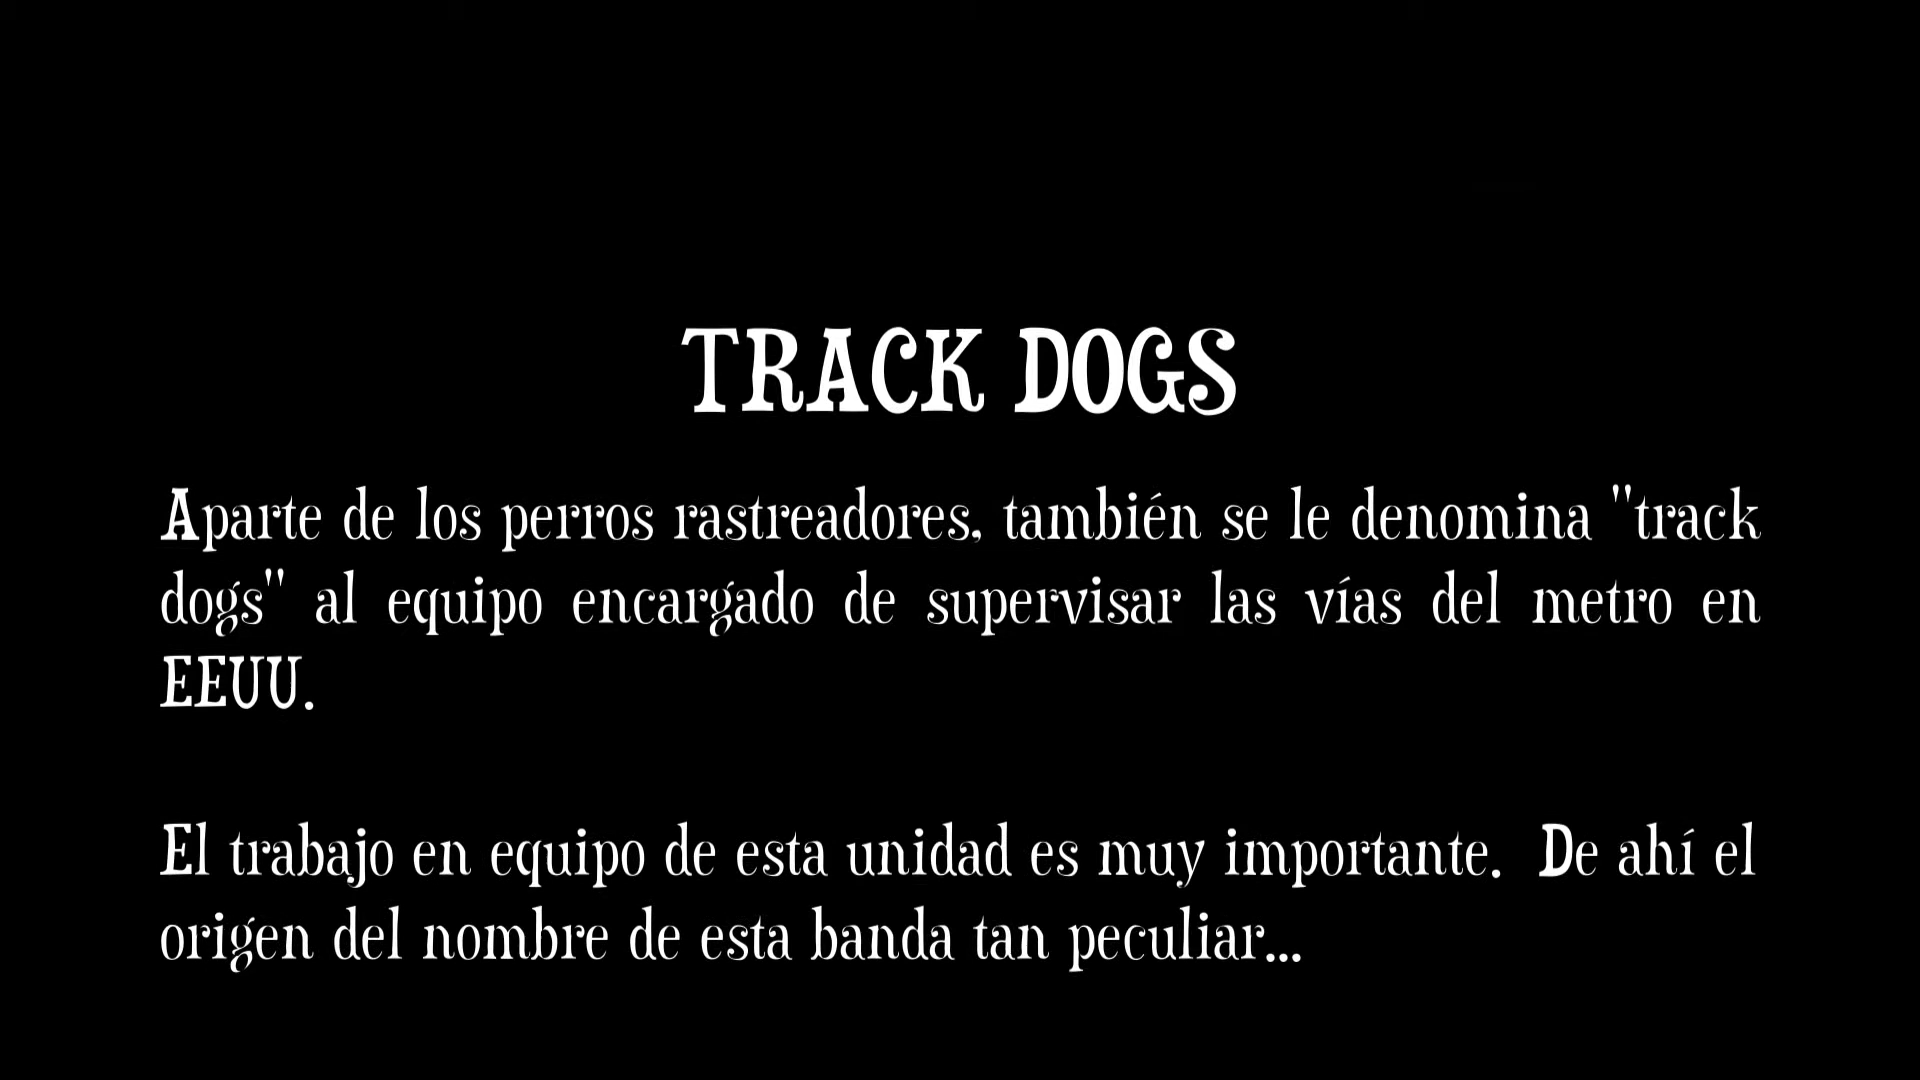 TRACK DOGS
Aparte de los perros rastreadores, también se le denomina "track
dogs" al equipo encargado de supervisar las vías del metro en
EEUU.
El trabajo en equipo de esta unidad es muy importante. De ahí el
origen del nombre de esta banda tan peculiar...